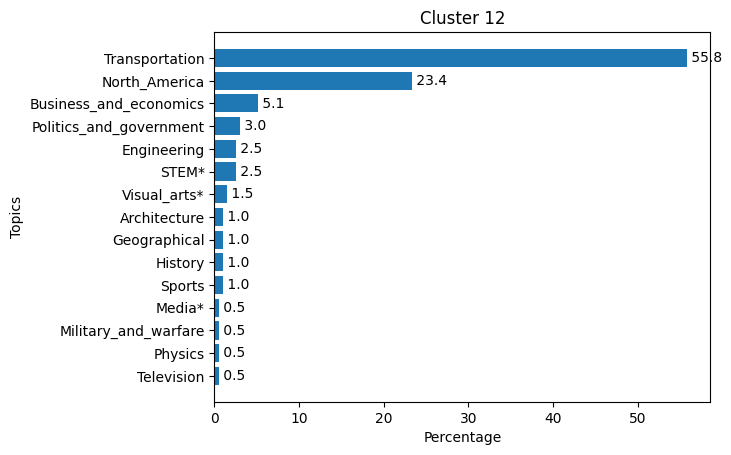 Cluster 12
Topics
Transportation 55.8
North_America 23.4
Business_and_economics 5.1
Politics_and_government 3.0
Engineering 2.5
STEM* 2.5
Visual_arts* 1.5
Architecture 1.0
Geographical 1.0
History 1.0
Sports 1.0
Media* 0.5
Military_and_warfare 0.5
Physics 0.5
Television 0.5
0 10 20 30 40 50
Percentage